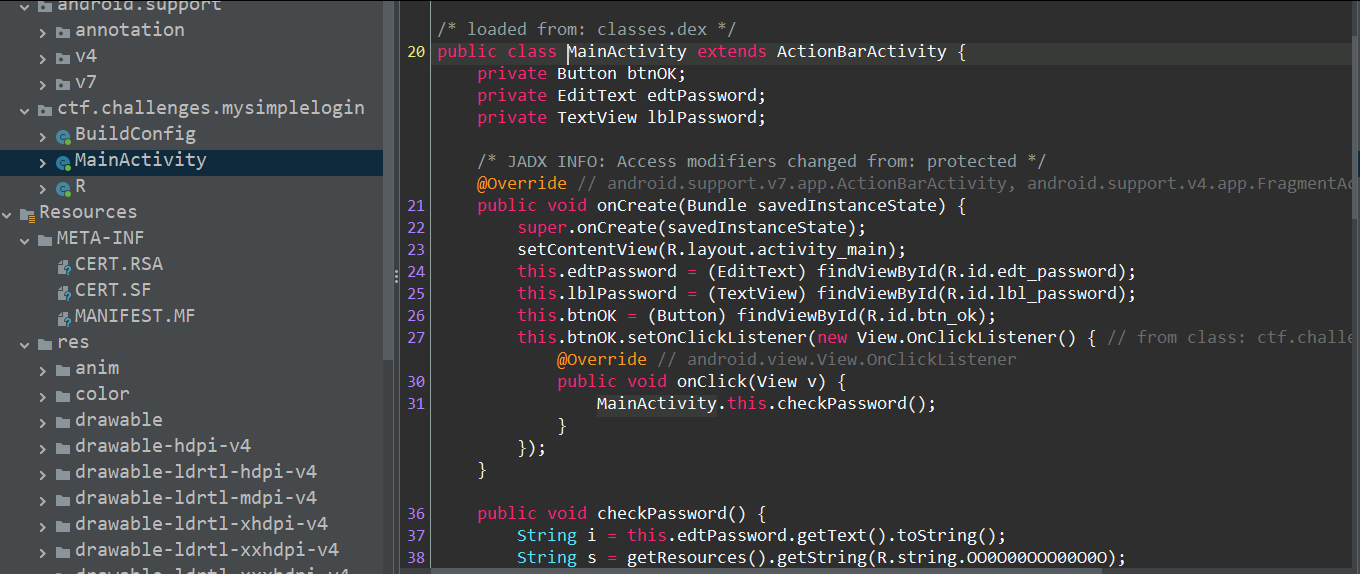 android.support
annotation
v4
v7
ctf.challenges.mysimplelogin
BuildConfig
MainActivity
R
Resources
META-INF
CERT.RSA
CERT.SF
MANIFEST.MF
res
anim
color
drawable
drawable-hdpi-v4
drawable-ldrtl-hdpi-v4
drawable-ldrtl-mdpi-v4
drawable-ldrtl-xhdpi-v4
drawable-ldrtl-xxhdpi-v4
drawable-ldrtl-xxxhdpi-v4
/* loaded from: classes.dex */
20 public class MainActivity extends ActionBarActivity {
private Button btnOK;
private EditText edtPassword;
private TextView lblPassword;
/* JADX INFO: Access modifiers changed from: protected */
@Override // android.support.v7.app.ActionBarActivity, android.support.v4.app.FragmentAc
21 public void onCreate(Bundle savedInstanceState) {
22 super.onCreate(savedInstanceState);
23 setContentView(R.layout.activity_main);
24 this.edtPassword = (EditText) findViewById(R.id.edt_password);
25 this.lblPassword = (TextView) findViewById(R.id.lbl_password);
26 this.btnOK = (Button) findViewById(R.id.btn_ok);
27 this.btnOK.setOnClickListener(new View.OnClickListener() { // from class: ctf.challe
@Override // android.view.View.OnClickListener
30 public void onClick(View v) {
31 MainActivity.this.checkPassword();
}
});
}
36 public void checkPassword() {
37 String i = this.edtPassword.getText().toString();
38 String s = getResources().getString(